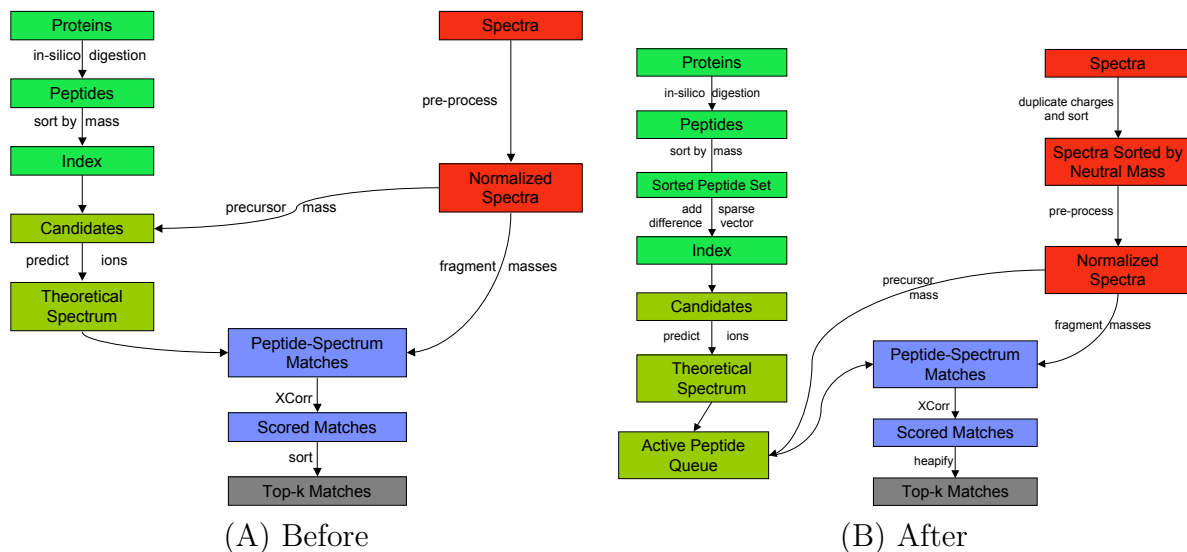 Proteins
in-silico digestion
Peptides
sort by mass
Index
Candidates
predict ions
Theoretical
Spectrum
Spectra
pre-process
Normalized
Spectra
precursor mass
fragment masses
Peptide-Spectrum
Matches
XCorr
Scored Matches
sort
Top-k Matches
(A) Before
Proteins
in-silico digestion
Peptides
sort by mass
Sorted Peptide Set
add sparse
difference vector
Index
Candidates
predict ions
Theoretical
Spectrum
Active Peptide
Queue
Spectra
duplicate charges
and sort
Spectra Sorted by
Neutral Mass
pre-process
Normalized
Spectra
precursor
mass
fragment masses
Peptide-Spectrum
Matches
XCorr
Scored Matches
heapify
Top-k Matches
(B) After